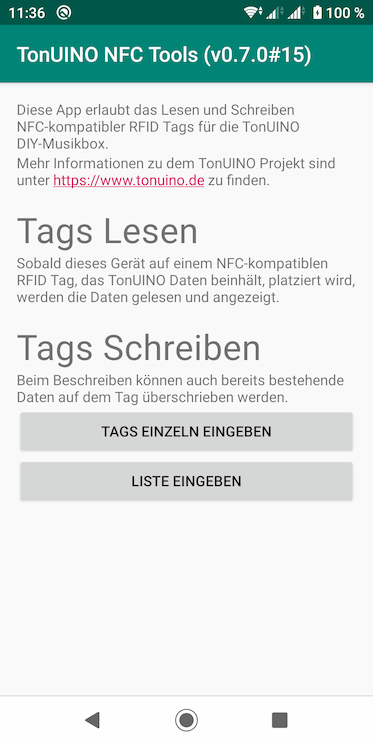 11:36
100 %
TonUINO NFC Tools (v0.7.0#15)
Diese App erlaubt das Lesen und Schreiben
NFC-kompatibler RFID Tags für die TonUINO
DIY-Musikbox.
Mehr Informationen zu dem TonUINO Projekt sind
unter https://www.tonuino.de zu finden.
Tags Lesen
Sobald dieses Gerät auf einem NFC-kompatiblen
RFID Tag, das TonUINO Daten beinhält, platziert wird,
werden die Daten gelesen und angezeigt.
Tags Schreiben
Beim Beschreiben können auch bereits bestehende
Daten auf dem Tag überschrieben werden.
TAGS EINZELN EINGEBEN
LISTE EINGEBEN